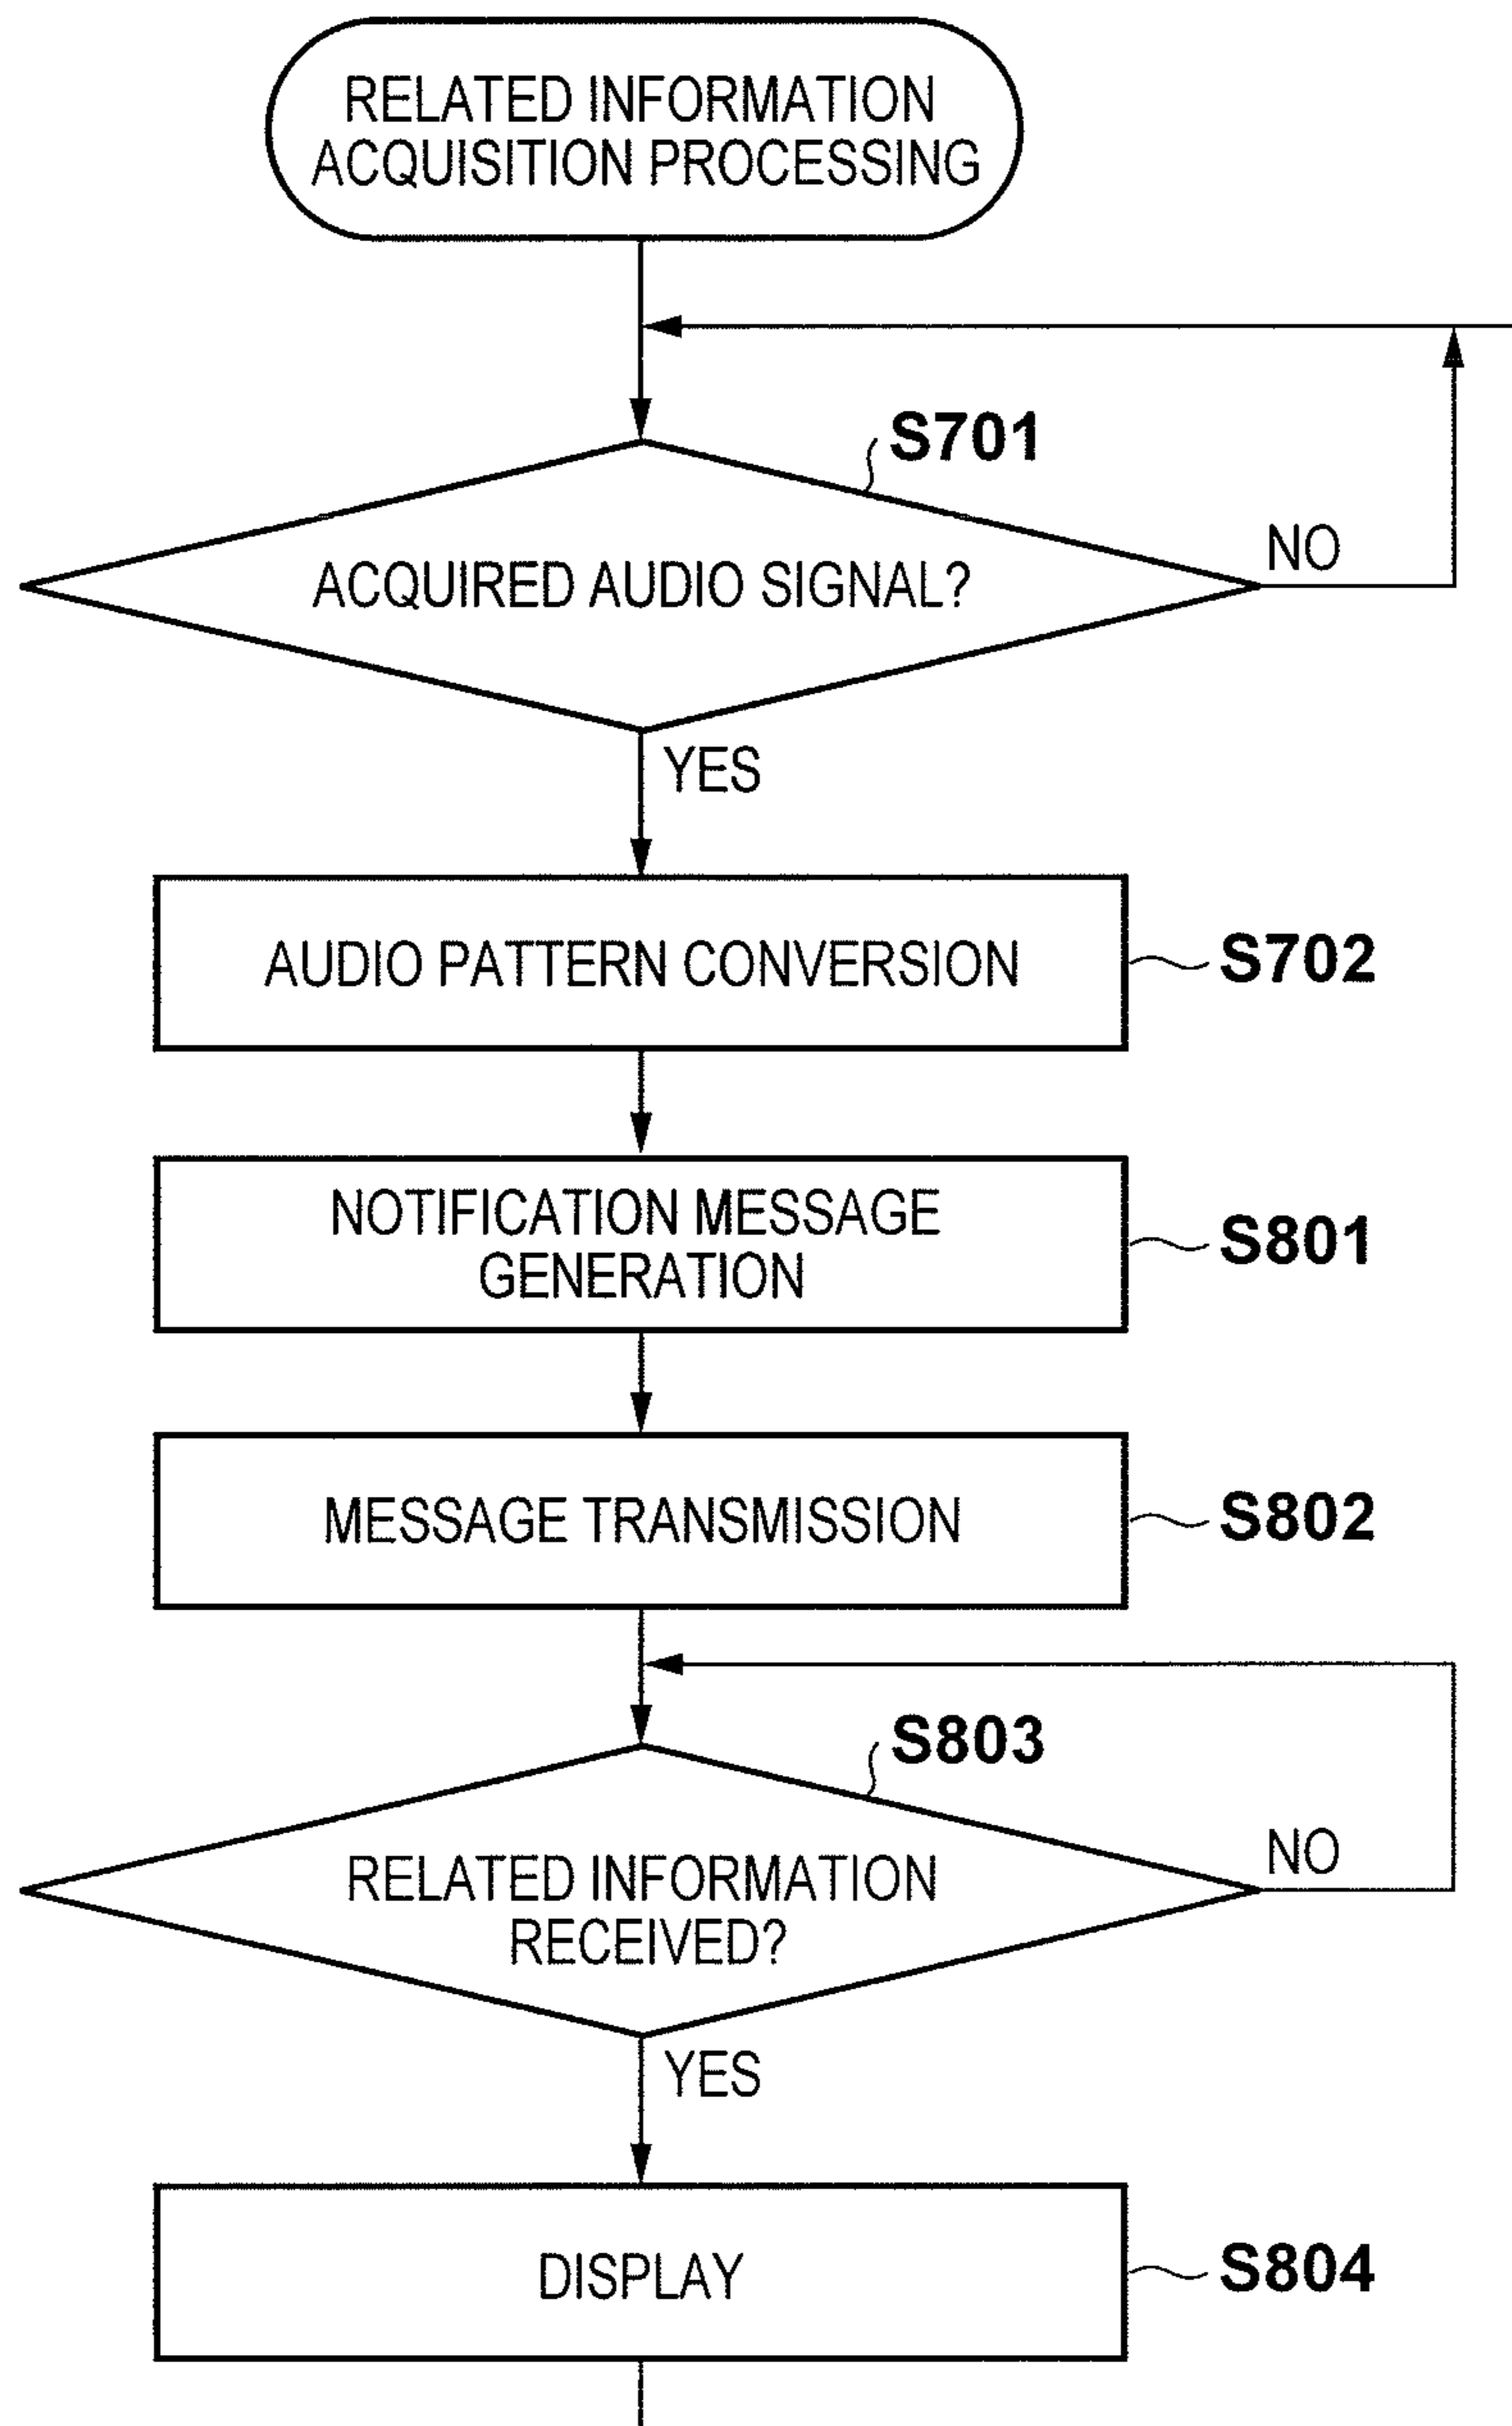 RELATED INFORMATION
ACQUISITION PROCESSING
S701
ACQUIRED AUDIO SIGNAL?
NO
YES
AUDIO PATTERN CONVERSION
S702
NOTIFICATION MESSAGE
GENERATION
S801
MESSAGE TRANSMISSION
S802
S803
RELATED INFORMATION
RECEIVED?
NO
YES
DISPLAY
S804